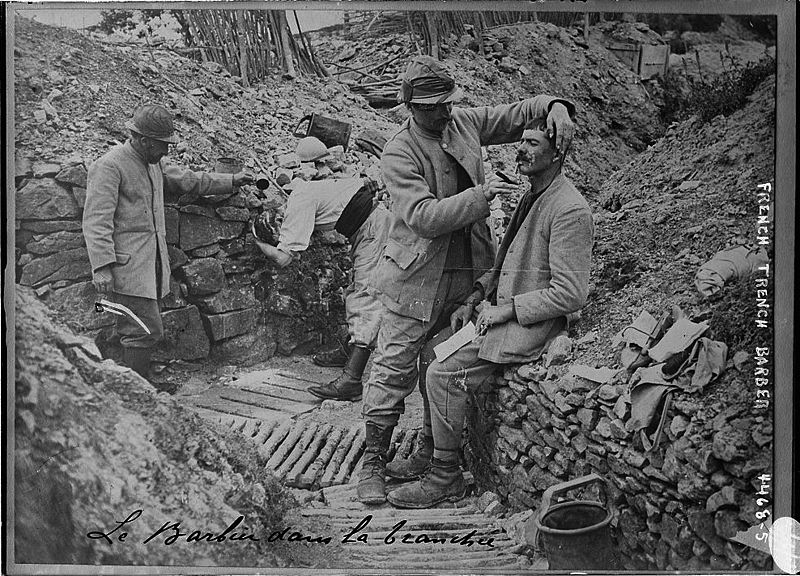 Le Barbier dans la tranchée
FRENCH TRENCH BARBER 4468-5